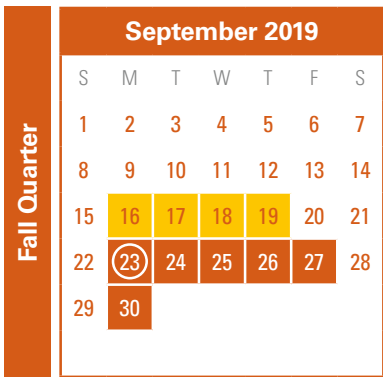 Fall Quarter
September 2019
S M T W T F S
1 2 3 4 5 6 7
8 9 10 11 12 13 14
15 16 17 18 19 20 21
22 23 24 25 26 27 28
29 30